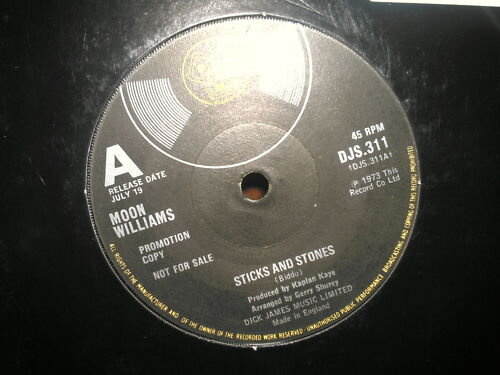 A
RELEASE DATE
JULY 19
MOON
WILLIAMS
PROMOTION
COPY
NOT FOR SALE
45 RPM
DJS.311
1DJS.311A1
Ⓟ 1973 This
Record Co Ltd
STICKS AND STONES
(Biddu)
Produced by Kaplan Kaye
Arranged by Gerry Shurey
DICK JAMES MUSIC LIMITED
Made in England
ALL RIGHTS OF THE MANUFACTURER AND OF THE OWNER OF THE RECORDED WORK RESERVED · UNAUTHORISED PUBLIC PERFORMANCE BROADCASTING AND COPYING OF THIS RECORD PROHIBITED